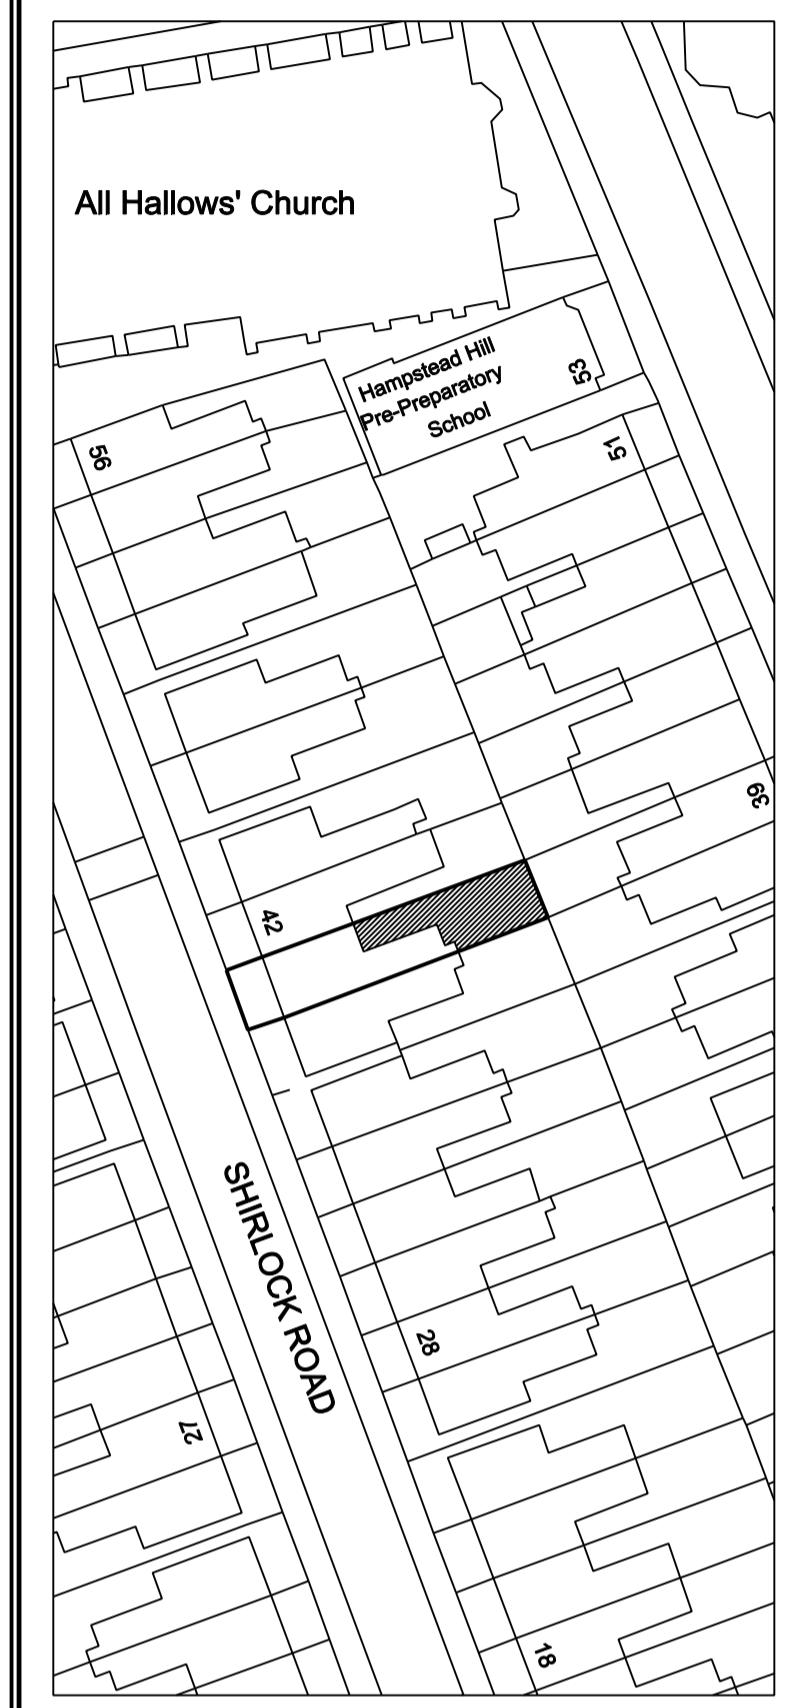 All Hallows' Church
Hampstead Hill
Pre-Preparatory
School
53
51
56
39
42
SHIRLOCK ROAD
28
27
18